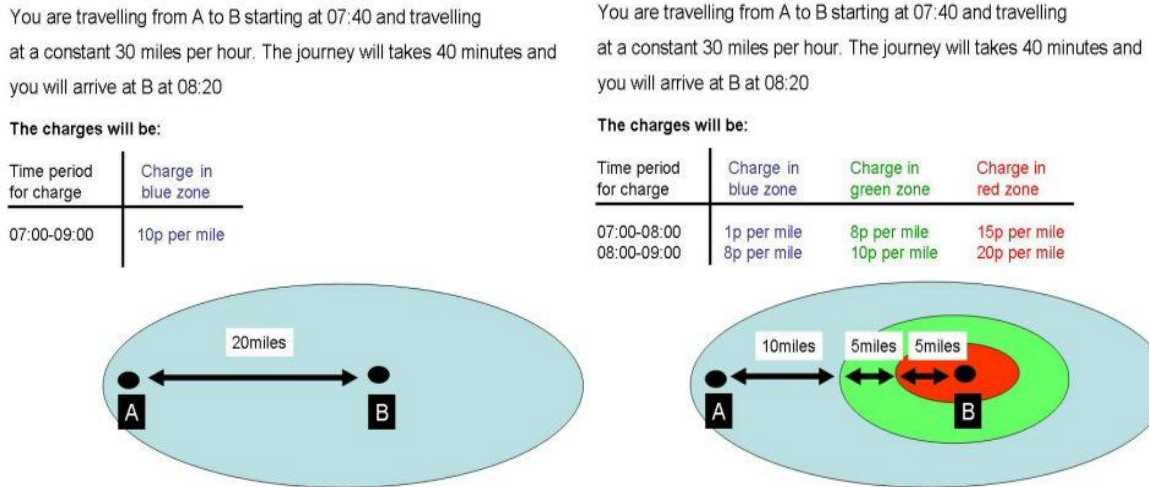 You are travelling from A to B starting at 07:40 and travelling
at a constant 30 miles per hour. The journey will takes 40 minutes and
you will arrive at B at 08:20
The charges will be:
Time period Charge in
for charge blue zone
07:00-09:00 10p per mile
20miles
A
B
You are travelling from A to B starting at 07:40 and travelling
at a constant 30 miles per hour. The journey will takes 40 minutes and
you will arrive at B at 08:20
The charges will be:
Time period Charge in Charge in Charge in
for charge blue zone green zone red zone
07:00-08:00 1p per mile 8p per mile 15p per mile
08:00-09:00 8p per mile 10p per mile 20p per mile
10miles 5miles 5miles
A
B